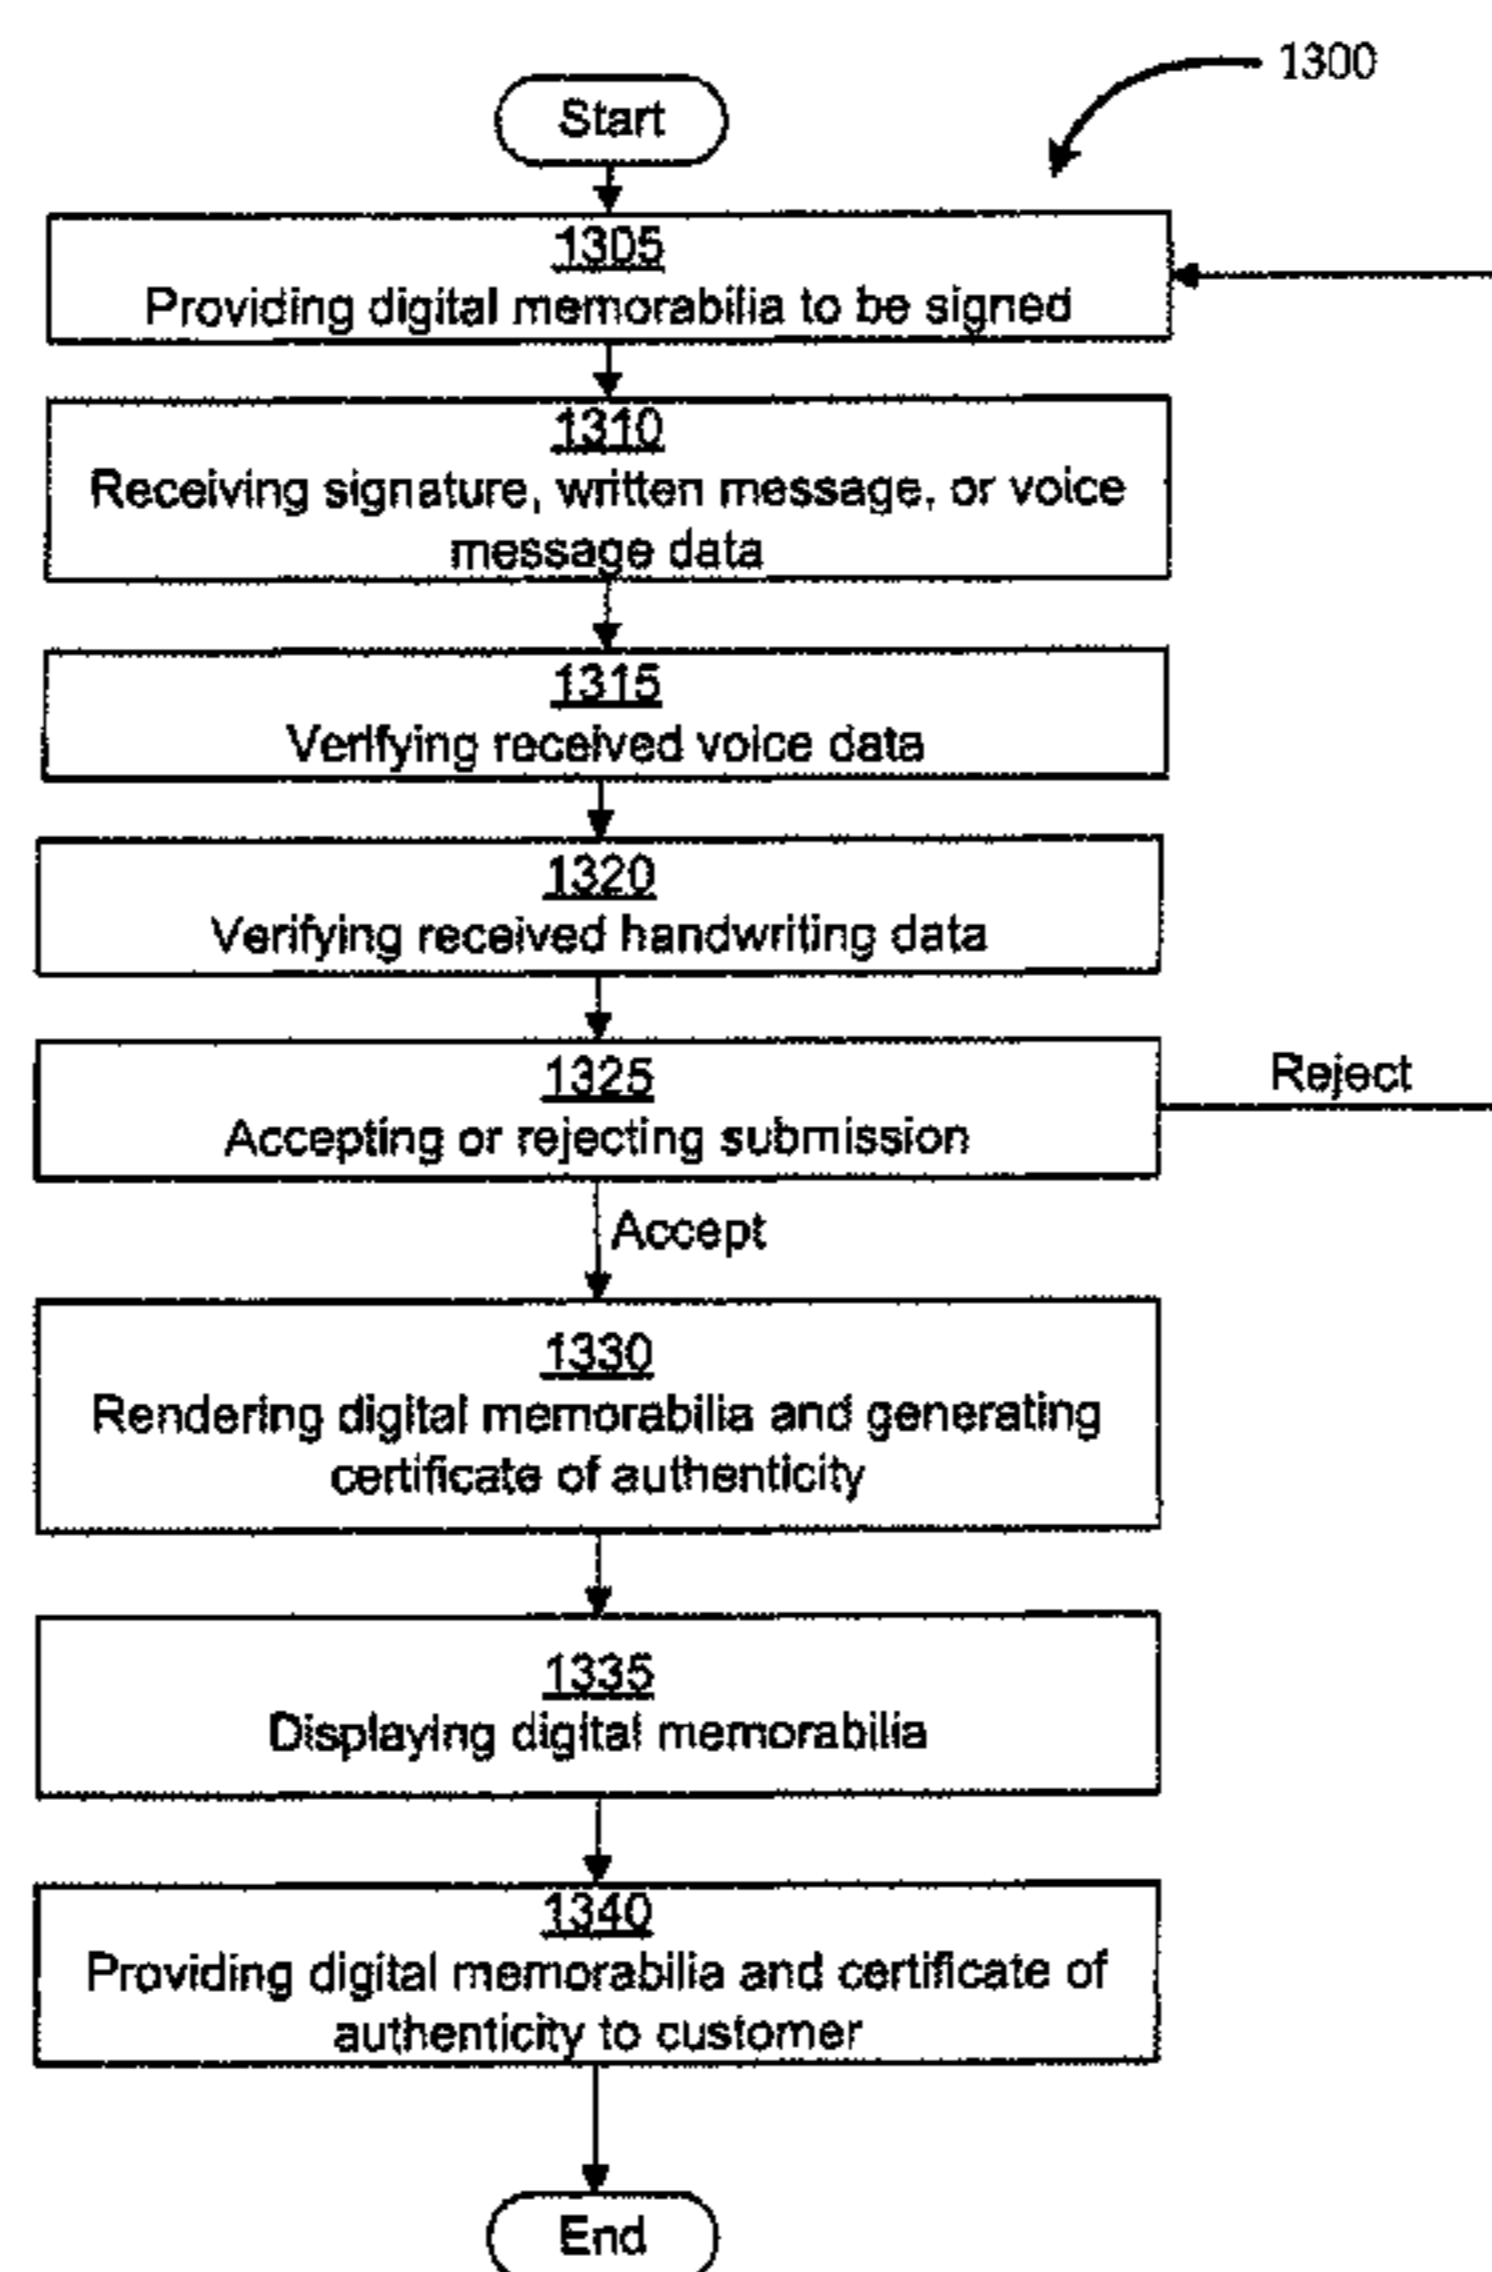 1300
Start
1305
Providing digital memorabilia to be signed
1310
Receiving signature, written message, or voice
message data
1315
Verifying received voice data
1320
Verifying received handwriting data
1325
Accepting or rejecting submission
Reject
Accept
1330
Rendering digital memorabilia and generating
certificate of authenticity
1335
Displaying digital memorabilia
1340
Providing digital memorabilia and certificate of
authenticity to customer
End